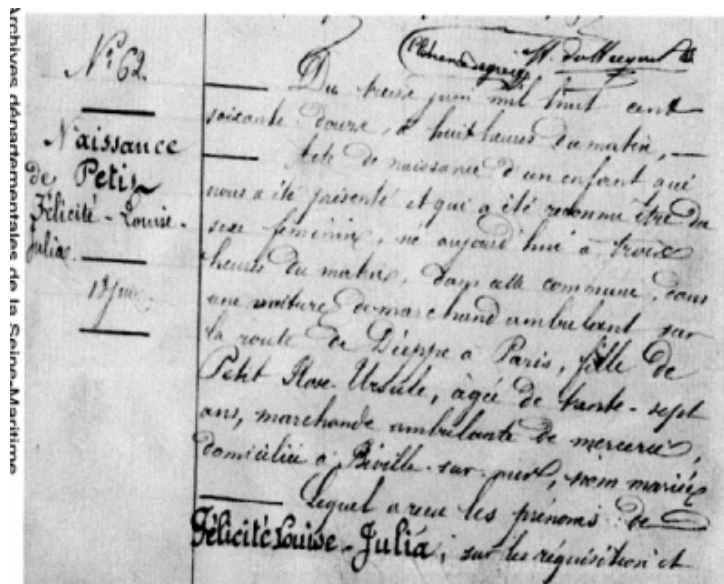 Archives départementales de la Seine-Maritime
N° 62.
Naissance
de Petit
Félicité-Louise-
Julia.
13 juin
Du treize juin mil huit cent
soixante-douze, à huit heures du matin,
Acte de naissance d'un enfant qui
nous a été présenté et qui a été reconnu être du
sexe féminin, né aujourd'hui à trois
heures du matin, dans cette commune, dans
une voiture de marchand ambulant sur
la route de Dieppe à Paris, fille de
Petit Rose-Ursule, âgée de trente-sept
ans, marchande ambulante de mercerie,
domiciliée à Biville-sur-mer, non mariée
Lequel a reçu les prénoms de
Félicité Louise-Julia; sur les réquisition et